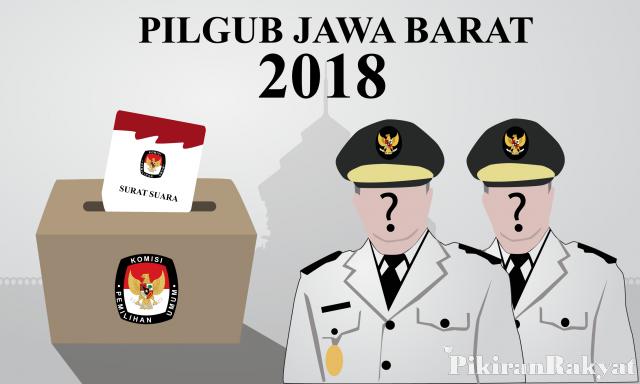 PILGUB JAWA BARAT
2018
SURAT SUARA
KOMISI
PEMILIHAN UMUM
? ?
PikiranRakyat